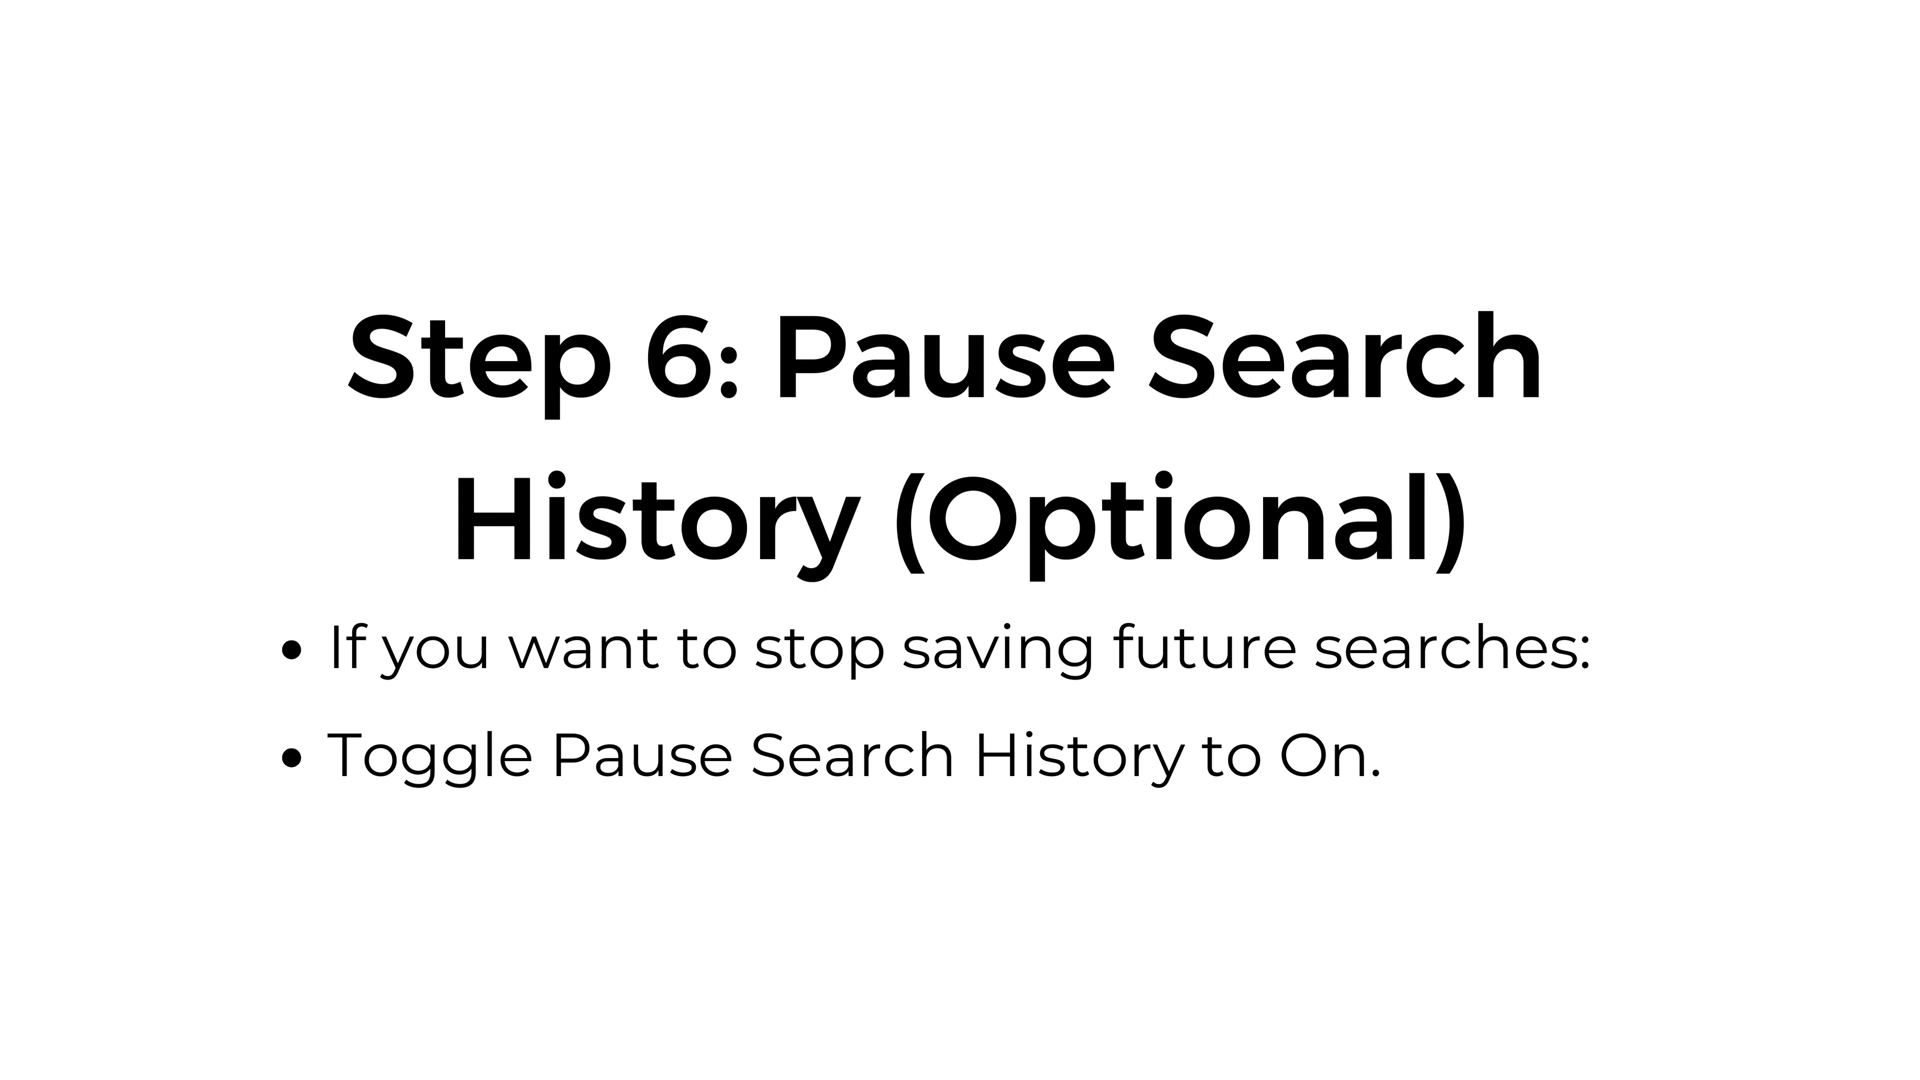 Step 6: Pause Search
History (Optional)
• If you want to stop saving future searches:
• Toggle Pause Search History to On.